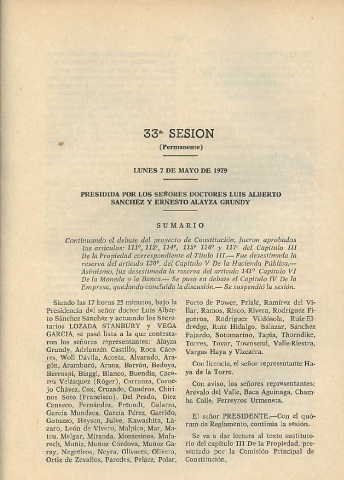 33ª SESION
(Permanente)
LUNES 7 DE MAYO DE 1979
PRESIDIDA POR LOS SEÑORES DOCTORES LUIS ALBERTO
SANCHEZ Y ERNESTO ALAYZA GRUNDY
SUMARIO
Continuando el debate del proyecto de Constitución, fueron aprobados
los artículos: 111º, 112º, 114º, 115º 116º y 117º del Capítulo III
De la Propiedad correspondiente al Título III.— Fue desestimada la
reserva del artículo 130º, del Capítulo V De la Hacienda Pública.—
Asimismo, fue desestimada la reserva del artículo 141º Capítulo VI
De la Moneda y la Banca.— Se puso en debate el Capítulo IV De la
Empresa, quedando concluida la discusión.— Se suspendió la sesión.
Siendo las 17 horas 25 minutos, bajo la
Presidencia del señor doctor Luis Alber-
to Sánchez Sánchez y actuando los Secre-
tarios LOZADA STANBURY y VEGA
GARCIA, se pasó lista a la que contesta-
ron los señores representantes: Alayza
Grundy, Adrianzén Castillo, Roca Cáce-
res, Woll Dávila, Acosta, Alvarado, Ara-
gón, Aramburú, Arana, Barrón, Bedoya,
Berrospi, Biaggi, Blanco, Buendía, Cáce-
res Velásquez (Róger), Carranza, Corne-
jo Chávez, Cox, Cruzado, Cuadros, Chiri-
nos Soto (Francisco), Del Prado, Díez
Canseco, Fernández, Freundt, Galarza,
García Mundaca, García Pérez, Garrido,
Gotuzzo, Heysen, Julve, Kawashita, Lá-
zaro, León de Vivero, Malpica, Mar, Ma-
teu, Melgar, Miranda, Montesinos, Mufa-
rech, Muñiz, Muñoz Córdova, Muñoz Ga-
ray, Negreiros, Neyra, Olivares, Olivera,
Ortiz de Zevallos, Paredes, Peláez, Polar,
Porto de Power, Prialé, Ramírez del Vi-
llar, Ramos, Risco, Rivera, Rodríguez Fi-
gueroa, Rodríguez Vildósola, Ruiz El-
dredge, Ruiz Hidalgo, Salazar, Sánchez
Fajardo, Sotomarino, Tapia, Thorndike,
Torres, Tovar, Townsend, Valle-Riestra,
Vargas Haya y Vizcarra.
Con licencia, el señor representante Ha-
ya de la Torre.
Con aviso, los señores representantes:
Arévalo del Valle, Baca Aguinaga, Cham-
ba Calle, Ferreyros Urmeneta.
El señor PRESIDENTE.—Con el quó-
rum de Reglamento, continúa la sesión.
Se va a dar lectura al texto sustituto-
rio del capítulo III De la Propiedad, pre-
sentado por la Comisión Principal de
Constitución.